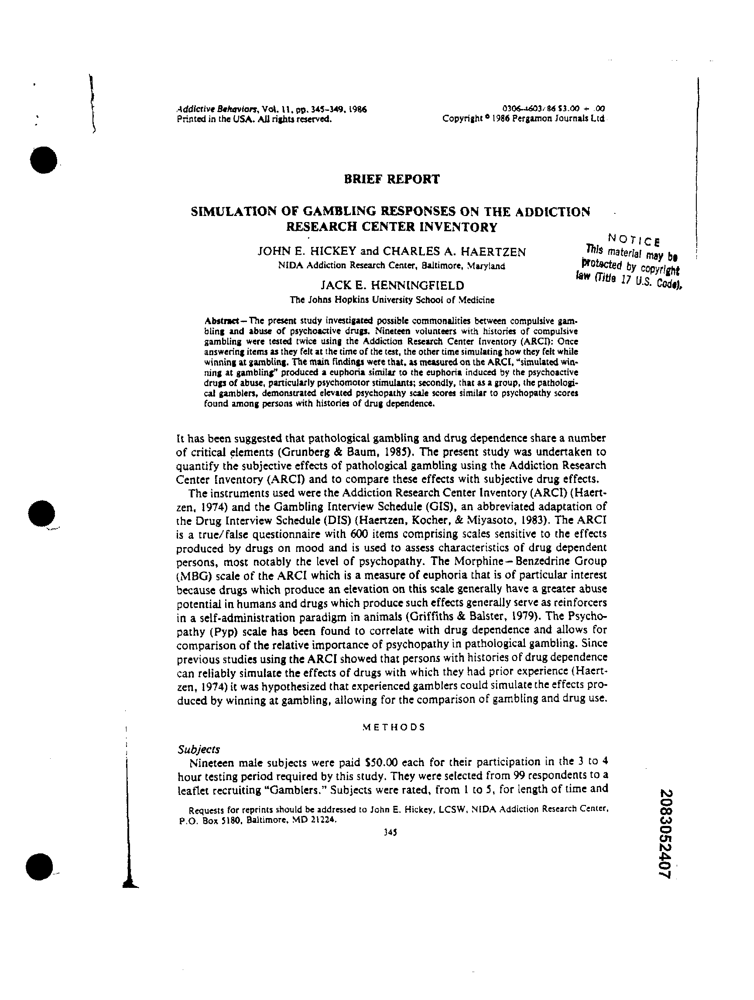 Addictive Behaviors, Vol. 11, pp. 345-349, 1986
0306-4603/86 $3.00 + .00
Printed in the USA. All rights reserved.
Copyright © 1986 Pergamon Journals Ltd
BRIEF REPORT
SIMULATION OF GAMBLING RESPONSES ON THE ADDICTION
RESEARCH CENTER INVENTORY
NOTICE
This material may be
protected by copyright
law (Title 17 U.S. Code).
JOHN E. HICKEY and CHARLES A. HAERTZEN
NIDA Addiction Research Center, Baltimore, Maryland
JACK E. HENNINGFIELD
The Johns Hopkins University School of Medicine
Abstract—The present study investigated possible commonalities between compulsive gam-
bling and abuse of psychoactive drugs. Nineteen volunteers with histories of compulsive
gambling were tested twice using the Addiction Research Center Inventory (ARCI): Once
answering items as they felt at the time of the test, the other time simulating how they felt while
winning at gambling. The main findings were that, as measured on the ARCI, "simulated win-
ning at gambling" produced a euphoria similar to the euphoria induced by the psychoactive
drugs of abuse, particularly psychomotor stimulants; secondly, that as a group, the pathologi-
cal gamblers, demonstrated elevated psychopathy scale scores similar to psychopathy scores
found among persons with histories of drug dependence.
It has been suggested that pathological gambling and drug dependence share a number
of critical elements (Grunberg & Baum, 1985). The present study was undertaken to
quantify the subjective effects of pathological gambling using the Addiction Research
Center Inventory (ARCI) and to compare these effects with subjective drug effects.
The instruments used were the Addiction Research Center Inventory (ARCI) (Haert-
zen, 1974) and the Gambling Interview Schedule (GIS), an abbreviated adaptation of
the Drug Interview Schedule (DIS) (Haertzen, Kocher, & Miyasoto, 1983). The ARCI
is a true/false questionnaire with 600 items comprising scales sensitive to the effects
produced by drugs on mood and is used to assess characteristics of drug dependent
persons, most notably the level of psychopathy. The Morphine—Benzedrine Group
(MBG) scale of the ARCI which is a measure of euphoria that is of particular interest
because drugs which produce an elevation on this scale generally have a greater abuse
potential in humans and drugs which produce such effects generally serve as reinforcers
in a self-administration paradigm in animals (Griffiths & Balster, 1979). The Psycho-
pathy (Pyp) scale has been found to correlate with drug dependence and allows for
comparison of the relative importance of psychopathy in pathological gambling. Since
previous studies using the ARCI showed that persons with histories of drug dependence
can reliably simulate the effects of drugs with which they had prior experience (Haert-
zen, 1974) it was hypothesized that experienced gamblers could simulate the effects pro-
duced by winning at gambling, allowing for the comparison of gambling and drug use.
METHODS
Subjects
Nineteen male subjects were paid $50.00 each for their participation in the 3 to 4
hour testing period required by this study. They were selected from 99 respondents to a
leaflet recruiting "Gamblers." Subjects were rated, from 1 to 5, for length of time and
Requests for reprints should be addressed to John E. Hickey, LCSW, NIDA Addiction Research Center,
P.O. Box 5180, Baltimore, MD 21224.
345
2083052407